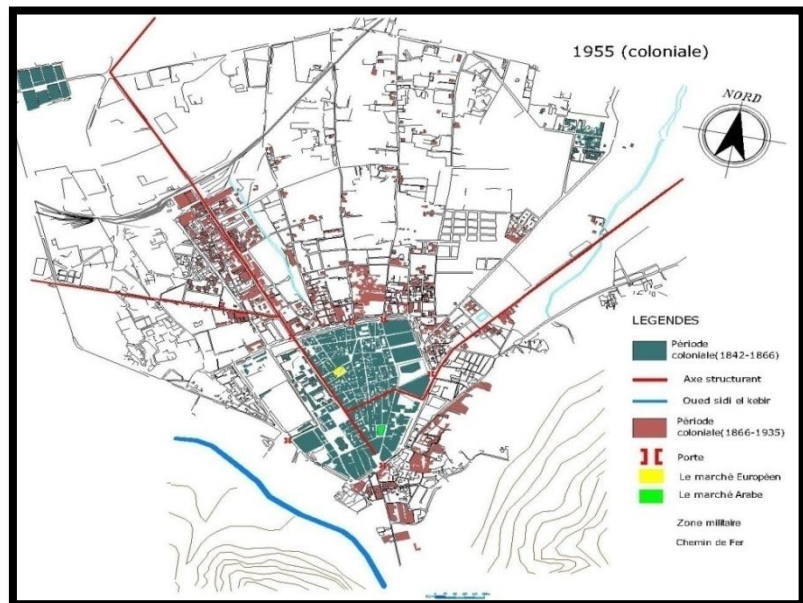 1955 (coloniale)
NORD
LEGENDES
Période
coloniale(1842-1866)
Axe structurant
Oued sidi el kebir
Période
coloniale(1866-1935)
Porte
Le marché Européen
Le marché Arabe
Zone militaire
Chemin de Fer